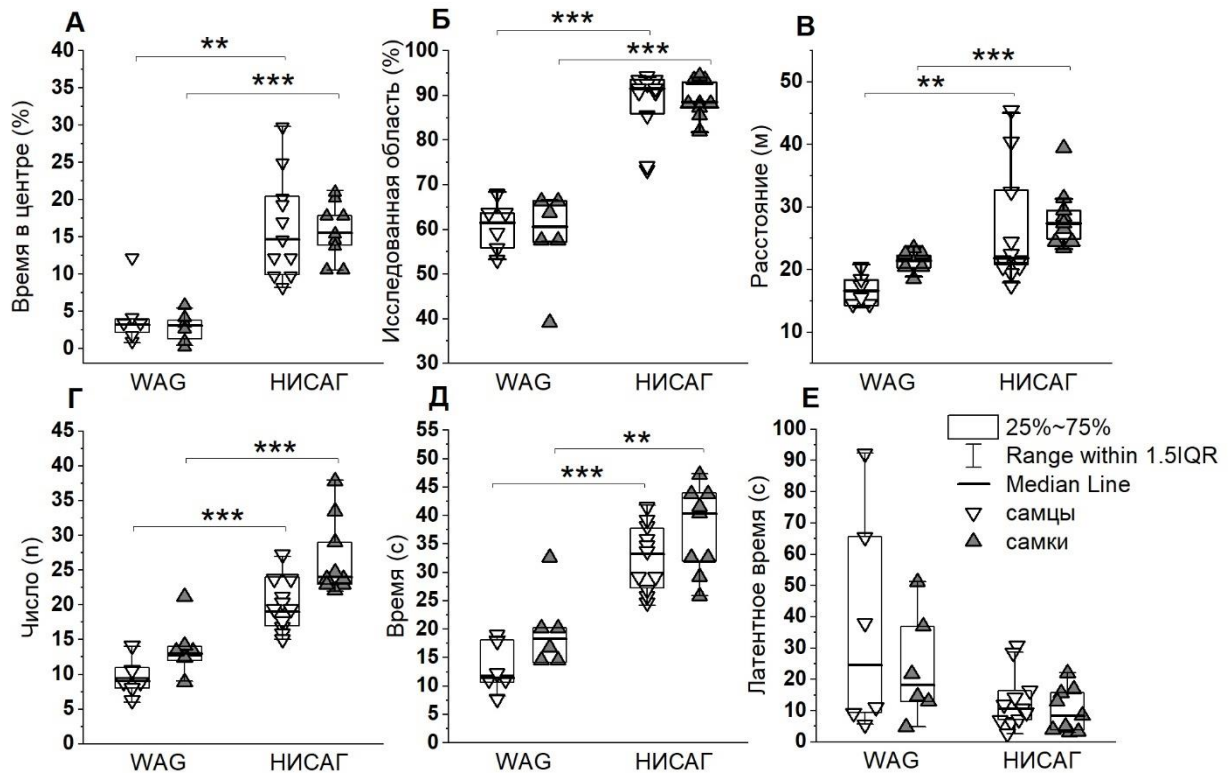 А
Время в центре (%)
40
35
30
25
20
15
10
5
0
**
***
WAG
НИСАГ
Б
Исследованная область (%)
100
90
80
70
60
50
40
30
***
***
WAG
НИСАГ
В
Расстояние (м)
50
40
30
20
10
**
***
WAG
НИСАГ
Г
Число (n)
45
40
35
30
25
20
15
10
5
0
***
***
WAG
НИСАГ
Д
Время (с)
55
50
45
40
35
30
25
20
15
10
5
0
**
***
WAG
НИСАГ
Е
Латентное время (с)
100
90
80
70
60
50
40
30
20
10
0
25%~75%
Range within 1.5IQR
Median Line
самцы
самки
WAG
НИСАГ